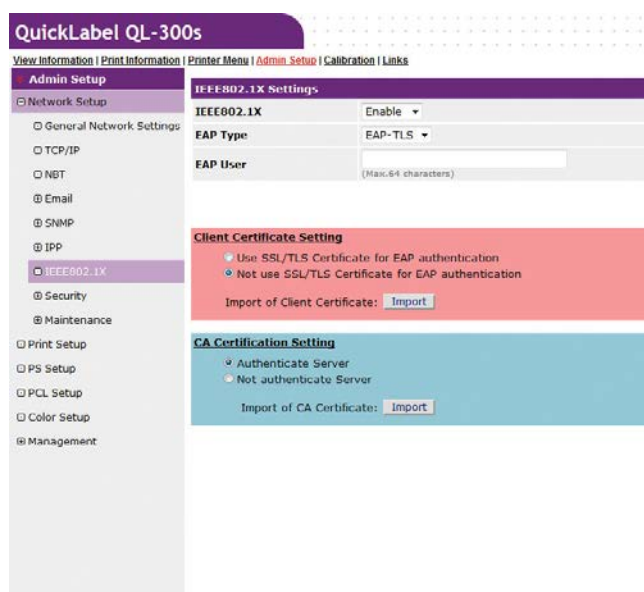 QuickLabel QL-300s
View Information | Print Information | Printer Menu | Admin Setup | Calibration | Links
Admin Setup
Network Setup
General Network Settings
TCP/IP
NBT
Email
SNMP
IPP
IEEE802.1X
Security
Maintenance
Print Setup
PS Setup
PCL Setup
Color Setup
Management
IEEE802.1X Settings
IEEE802.1X Enable
EAP Type EAP-TLS
EAP User
(Max.64 characters)
Client Certificate Setting
Use SSL/TLS Certificate for EAP authentication
Not use SSL/TLS Certificate for EAP authentication
Import of Client Certificate: Import
CA Certification Setting
Authenticate Server
Not authenticate Server
Import of CA Certificate: Import